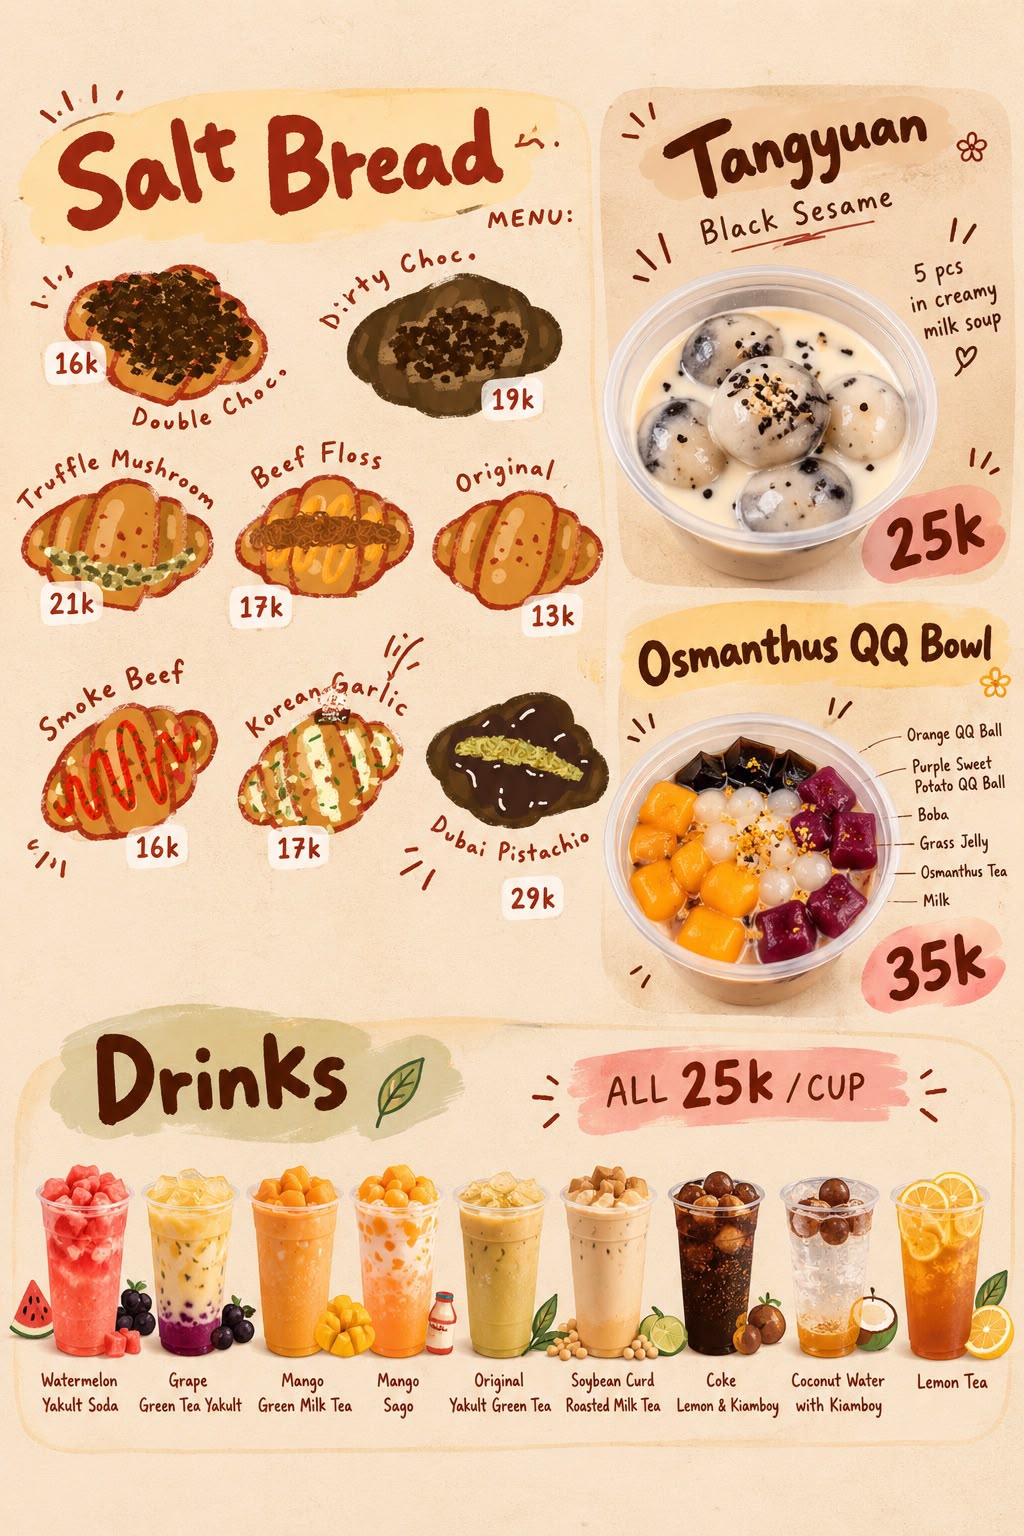 Salt Bread
MENU:
16k
Double Choc.
Dirty Choc.
19k
Truffle Mushroom
21k
Beef Floss
17k
Original
13k
Smoke Beef
16k
Korean Garlic
17k
Dubai Pistachio
29k
Tangyuan
Black Sesame
5 pcs
in creamy
milk soup
25k
Osmanthus QQ Bowl
Orange QQ Ball
Purple Sweet
Potato QQ Ball
Boba
Grass Jelly
Osmanthus Tea
Milk
35k
Drinks
ALL 25k / CUP
Watermelon
Yakult Soda
Grape
Green Tea Yakult
Mango
Green Milk Tea
Mango
Sago
Original
Yakult Green Tea
Soybean Curd
Roasted Milk Tea
Coke
Lemon & Kiamboy
Coconut Water
with Kiamboy
Lemon Tea